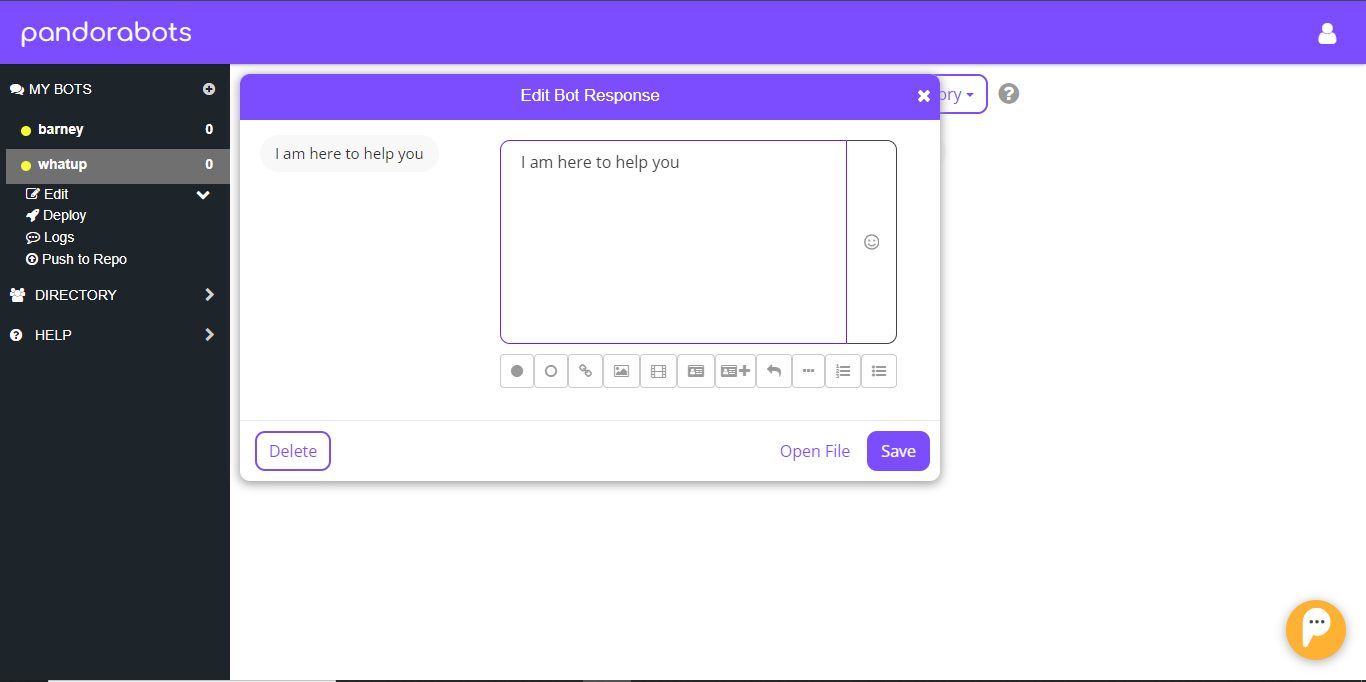 pandorabots
MY BOTS
barney 0
whatup 0
Edit
Deploy
Logs
Push to Repo
DIRECTORY
HELP
Edit Bot Response
ory
I am here to help you
I am here to help you
Delete
Open File
Save